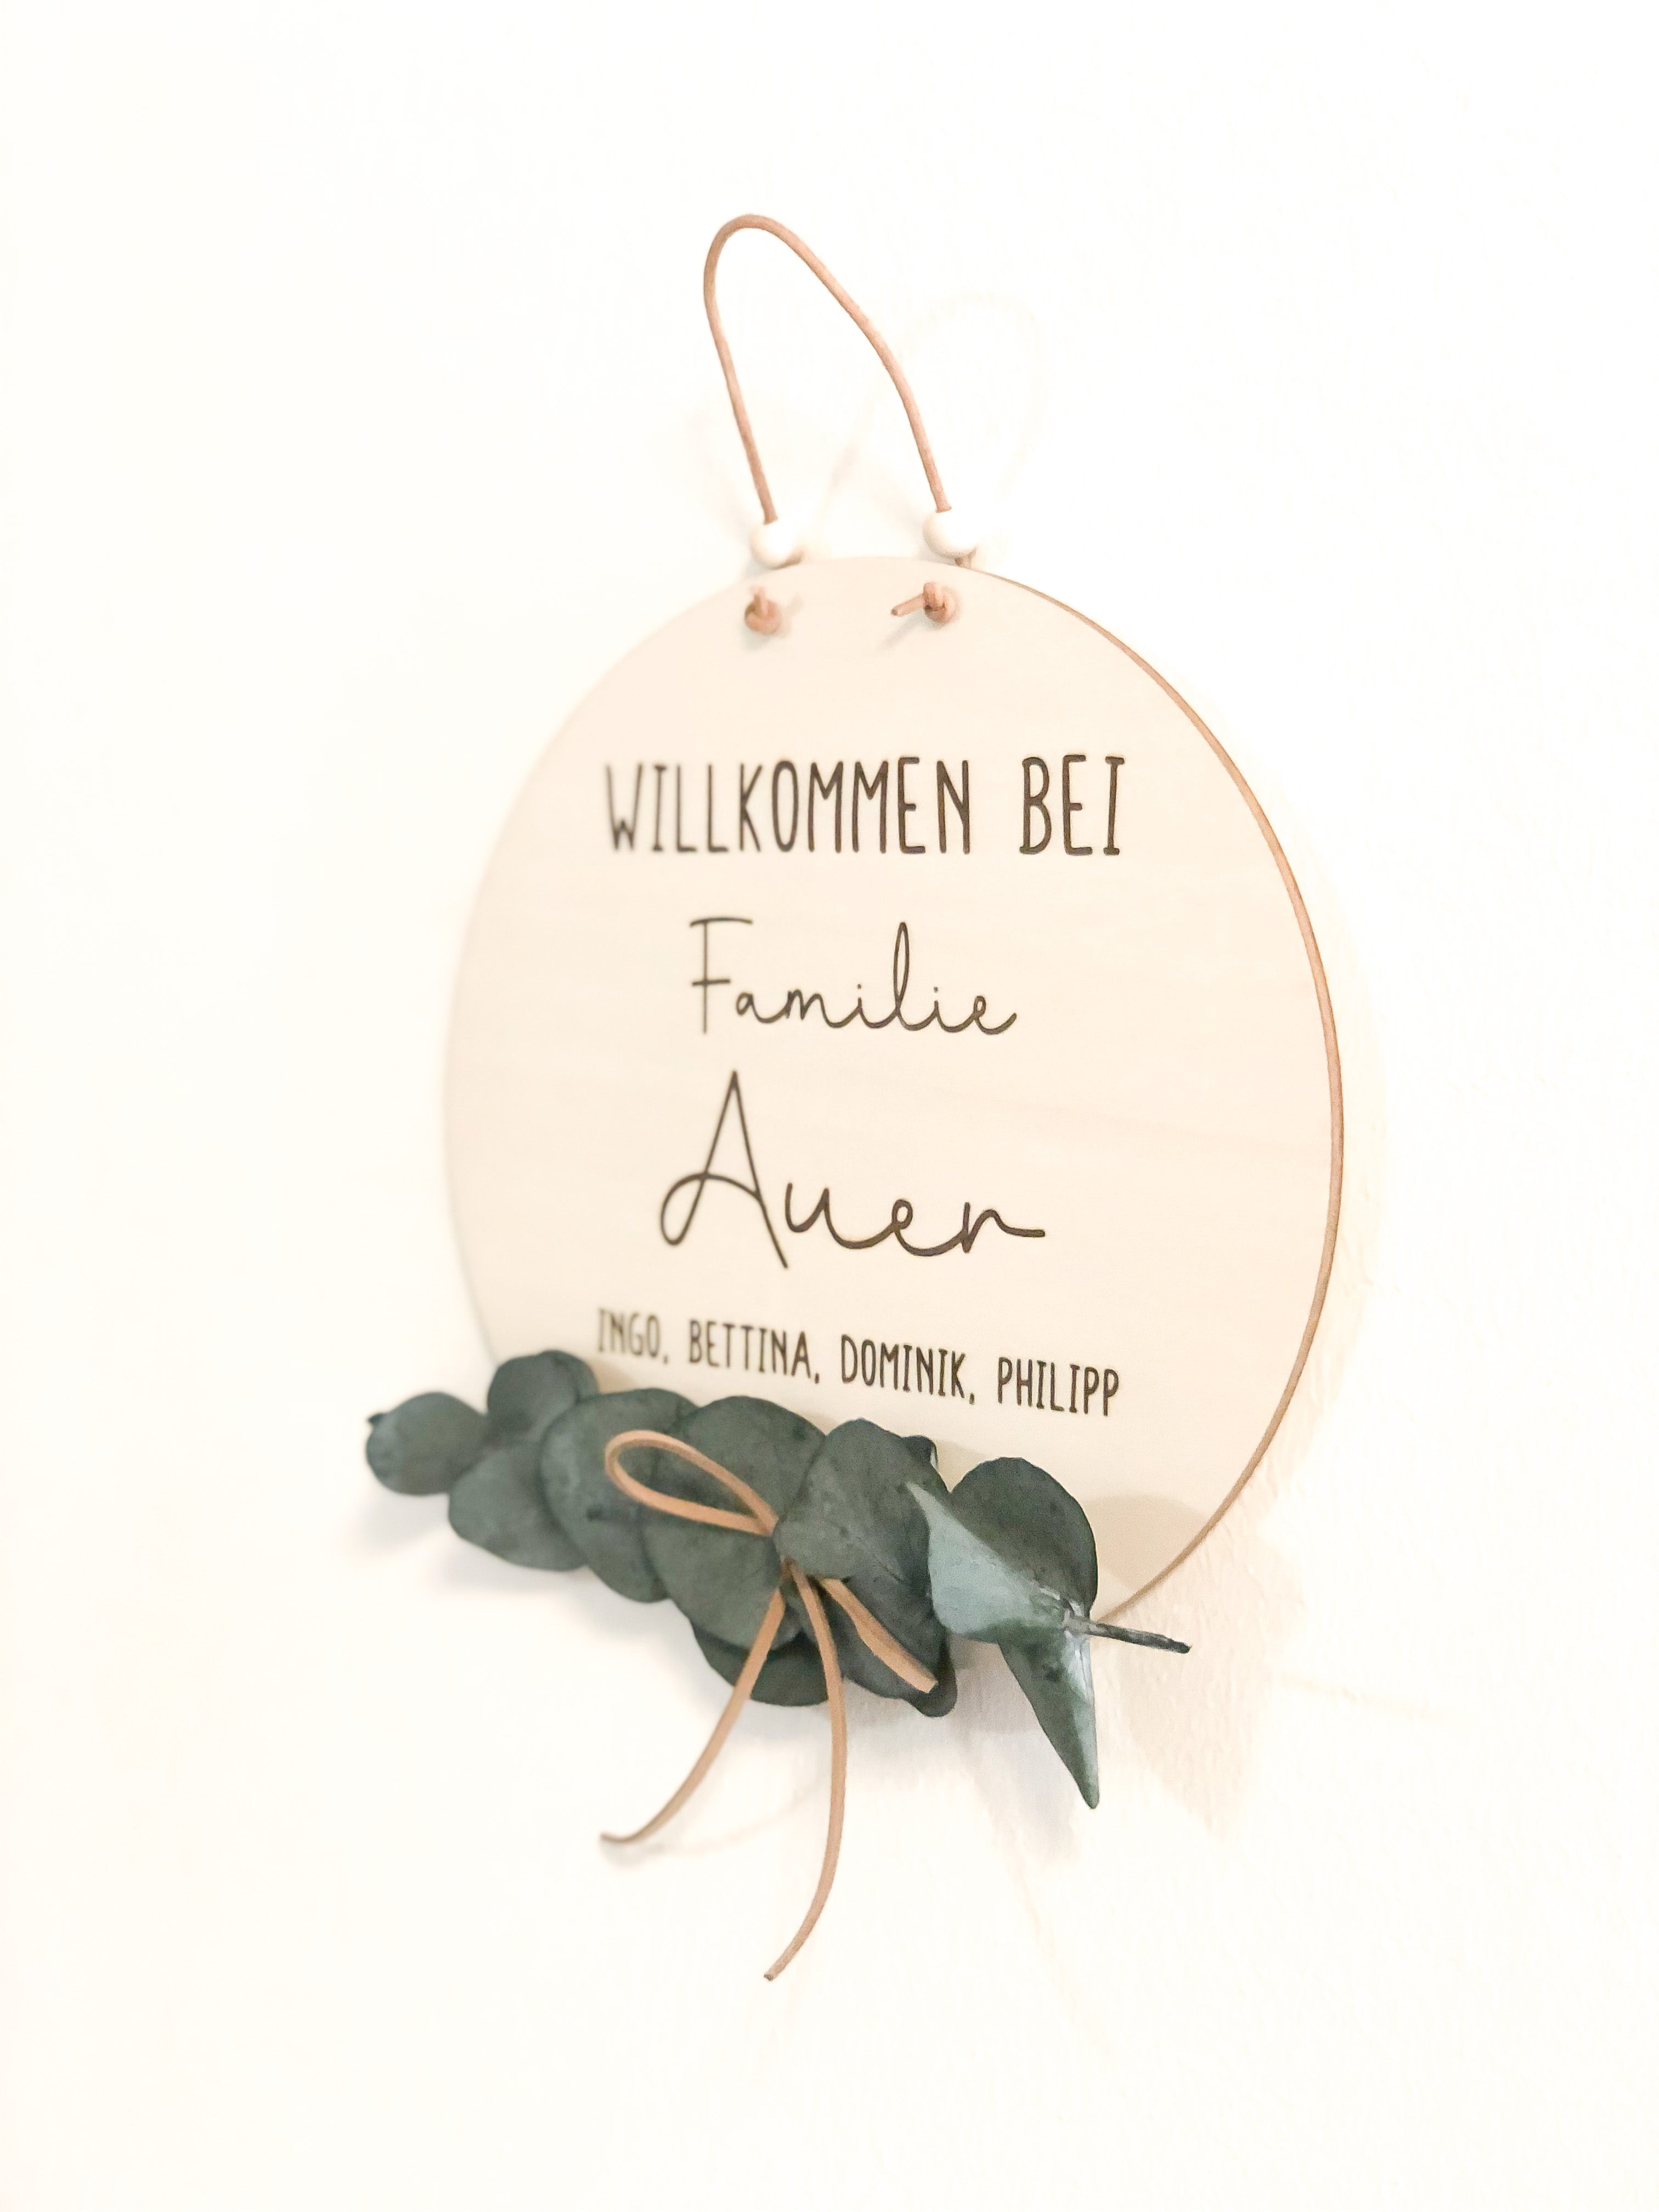 WILLKOMMEN BEI
Familie
Auer
INGO, BETTINA, DOMINIK, PHILIPP